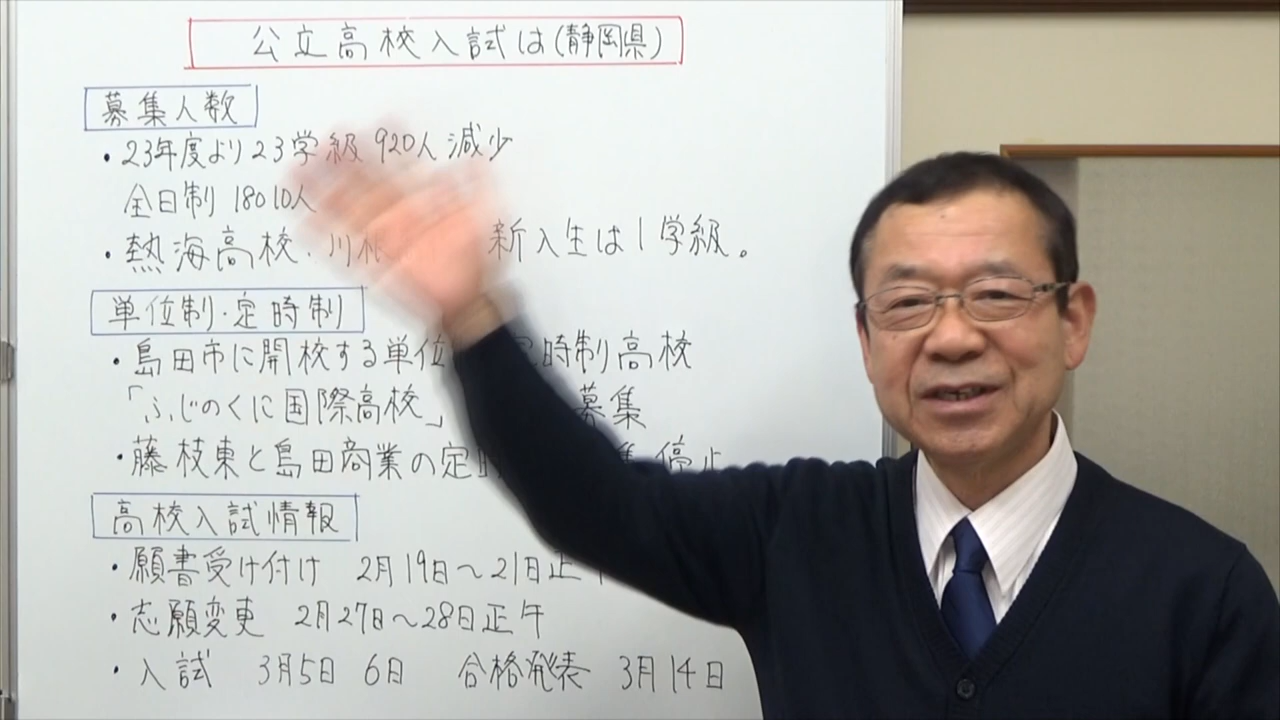 公立高校入試は(静岡県)
募集人数
・23年度より23学級 920人減少
全日制 18010人
・熱海高校、川根 新入生は1学級。
単位制・定時制
・島田市に開校する単位 定時制高校
「ふじのくに国際高校」 募集
・藤枝東と島田商業の定時 停止
高校入試情報
・願書受け付け 2月19日〜21日正午
・志願変更 2月27日〜28日正午
・入試 3月5日 6日 合格発表 3月14日